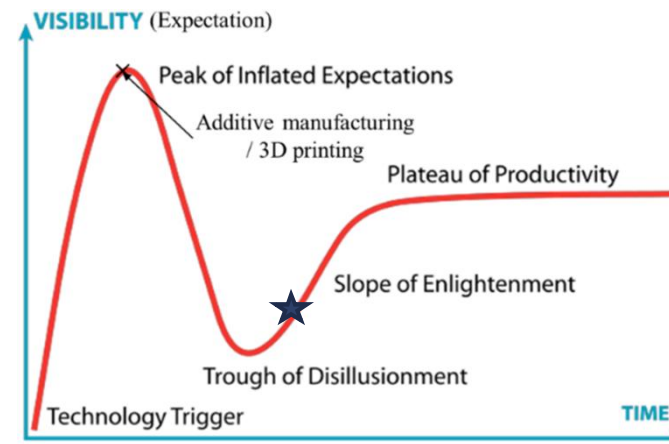 VISIBILITY (Expectation)
Peak of Inflated Expectations
Additive manufacturing
/ 3D printing
Plateau of Productivity
Slope of Enlightenment
Trough of Disillusionment
Technology Trigger
TIME